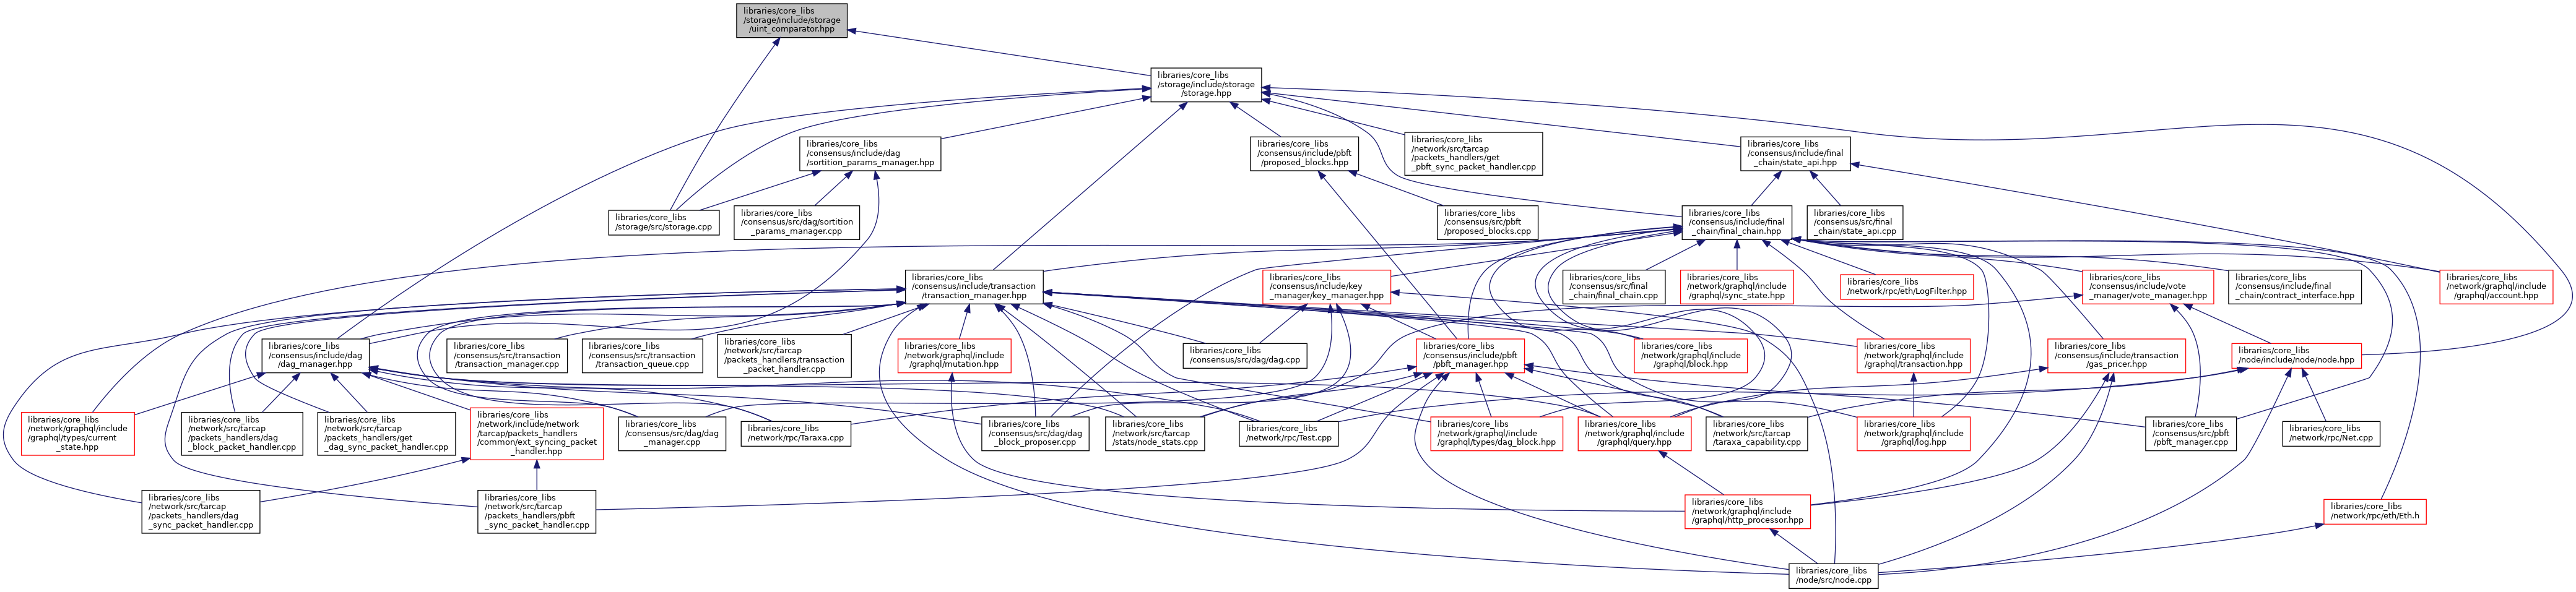 libraries/core_libs
/storage/include/storage
/uint_comparator.hpp
libraries/core_libs
/storage/include/storage
/storage.hpp
libraries/core_libs
/consensus/include/dag
/sortition_params_manager.hpp
libraries/core_libs
/consensus/include/pbft
/proposed_blocks.hpp
libraries/core_libs
/network/src/tarcap
/packets_handlers/get
_pbft_sync_packet_handler.cpp
libraries/core_libs
/consensus/include/final
_chain/state_api.hpp
libraries/core_libs
/storage/src/storage.cpp
libraries/core_libs
/consensus/src/dag/sortition
_params_manager.cpp
libraries/core_libs
/consensus/src/pbft
/proposed_blocks.cpp
libraries/core_libs
/consensus/include/final
_chain/final_chain.hpp
libraries/core_libs
/consensus/src/final
_chain/state_api.cpp
libraries/core_libs
/consensus/include/transaction
/transaction_manager.hpp
libraries/core_libs
/consensus/include/key
_manager/key_manager.hpp
libraries/core_libs
/consensus/src/final
_chain/final_chain.cpp
libraries/core_libs
/network/graphql/include
/graphql/sync_state.hpp
libraries/core_libs
/network/rpc/eth/LogFilter.hpp
libraries/core_libs
/consensus/include/vote
_manager/vote_manager.hpp
libraries/core_libs
/consensus/include/final
_chain/contract_interface.hpp
libraries/core_libs
/network/graphql/include
/graphql/account.hpp
libraries/core_libs
/consensus/include/dag
/dag_manager.hpp
libraries/core_libs
/consensus/src/transaction
/transaction_manager.cpp
libraries/core_libs
/consensus/src/transaction
/transaction_queue.cpp
libraries/core_libs
/network/src/tarcap
/packets_handlers/transaction
_packet_handler.cpp
libraries/core_libs
/network/graphql/include
/graphql/mutation.hpp
libraries/core_libs
/consensus/src/dag/dag.cpp
libraries/core_libs
/consensus/include/pbft
/pbft_manager.hpp
libraries/core_libs
/network/graphql/include
/graphql/block.hpp
libraries/core_libs
/network/graphql/include
/graphql/transaction.hpp
libraries/core_libs
/consensus/include/transaction
/gas_pricer.hpp
libraries/core_libs
/node/include/node/node.hpp
libraries/core_libs
/network/graphql/include
/graphql/types/current
_state.hpp
libraries/core_libs
/network/src/tarcap
/packets_handlers/dag
_block_packet_handler.cpp
libraries/core_libs
/network/src/tarcap
/packets_handlers/get
_dag_sync_packet_handler.cpp
libraries/core_libs
/network/include/network
/tarcap/packets_handlers
/common/ext_syncing_packet
_handler.hpp
libraries/core_libs
/consensus/src/dag/dag
_manager.cpp
libraries/core_libs
/network/rpc/Taraxa.cpp
libraries/core_libs
/consensus/src/dag/dag
_block_proposer.cpp
libraries/core_libs
/network/src/tarcap
/stats/node_stats.cpp
libraries/core_libs
/network/rpc/Test.cpp
libraries/core_libs
/network/graphql/include
/graphql/types/dag_block.hpp
libraries/core_libs
/network/graphql/include
/graphql/query.hpp
libraries/core_libs
/network/src/tarcap
/taraxa_capability.cpp
libraries/core_libs
/network/graphql/include
/graphql/log.hpp
libraries/core_libs
/consensus/src/pbft
/pbft_manager.cpp
libraries/core_libs
/network/rpc/Net.cpp
libraries/core_libs
/network/src/tarcap
/packets_handlers/dag
_sync_packet_handler.cpp
libraries/core_libs
/network/src/tarcap
/packets_handlers/pbft
_sync_packet_handler.cpp
libraries/core_libs
/network/graphql/include
/graphql/http_processor.hpp
libraries/core_libs
/network/rpc/eth/Eth.h
libraries/core_libs
/node/src/node.cpp